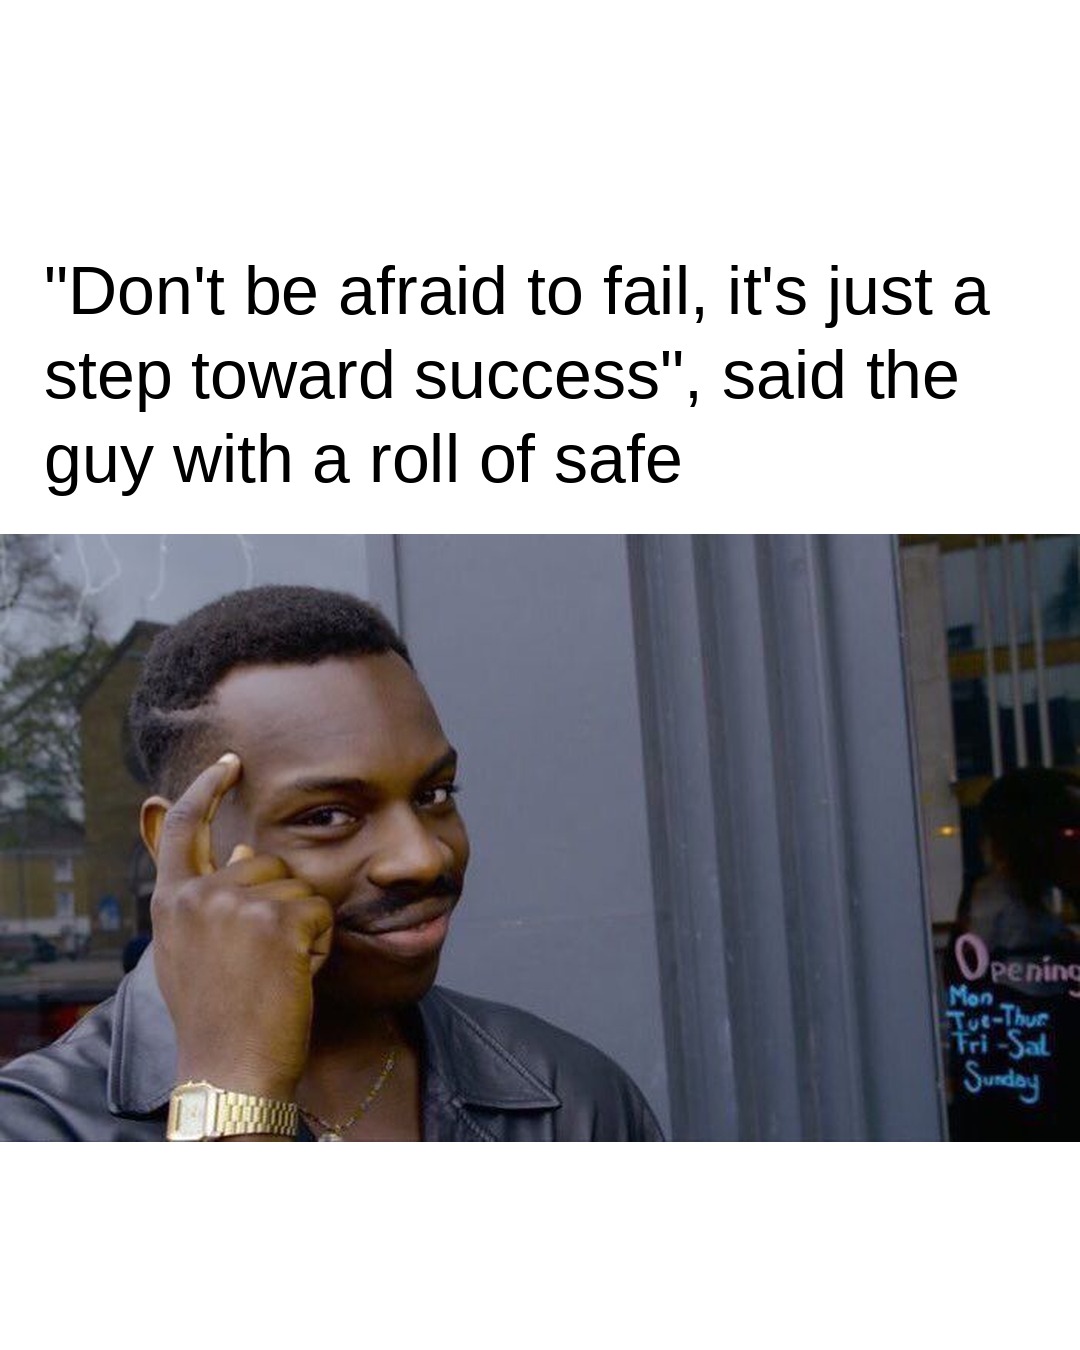 "Don't be afraid to fail, it's just a
step toward success", said the
guy with a roll of safe
Opening
Mon
Tue-Thur
Fri -Sat
Sunday